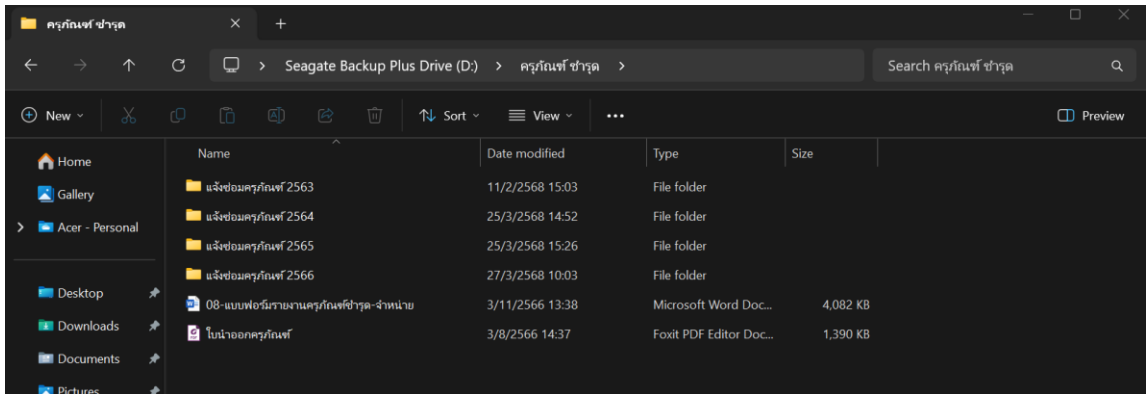 ครุภัณฑ์ ชำรุด
Seagate Backup Plus Drive (D:) > ครุภัณฑ์ ชำรุด >
Search ครุภัณฑ์ ชำรุด
New
Sort
View
Preview
Home
Gallery
Acer - Personal
Desktop
Downloads
Documents
Pictures
Name Date modified Type Size
แจ้งซ่อมครุภัณฑ์ 2563 11/2/2568 15:03 File folder
แจ้งซ่อมครุภัณฑ์ 2564 25/3/2568 14:52 File folder
แจ้งซ่อมครุภัณฑ์ 2565 25/3/2568 15:26 File folder
แจ้งซ่อมครุภัณฑ์ 2566 27/3/2568 10:03 File folder
08-แบบฟอร์มรายงานครุภัณฑ์ชำรุด-จำหน่าย 3/11/2566 13:38 Microsoft Word Doc... 4,082 KB
ใบนำออกครุภัณฑ์ 3/8/2566 14:37 Foxit PDF Editor Doc... 1,390 KB